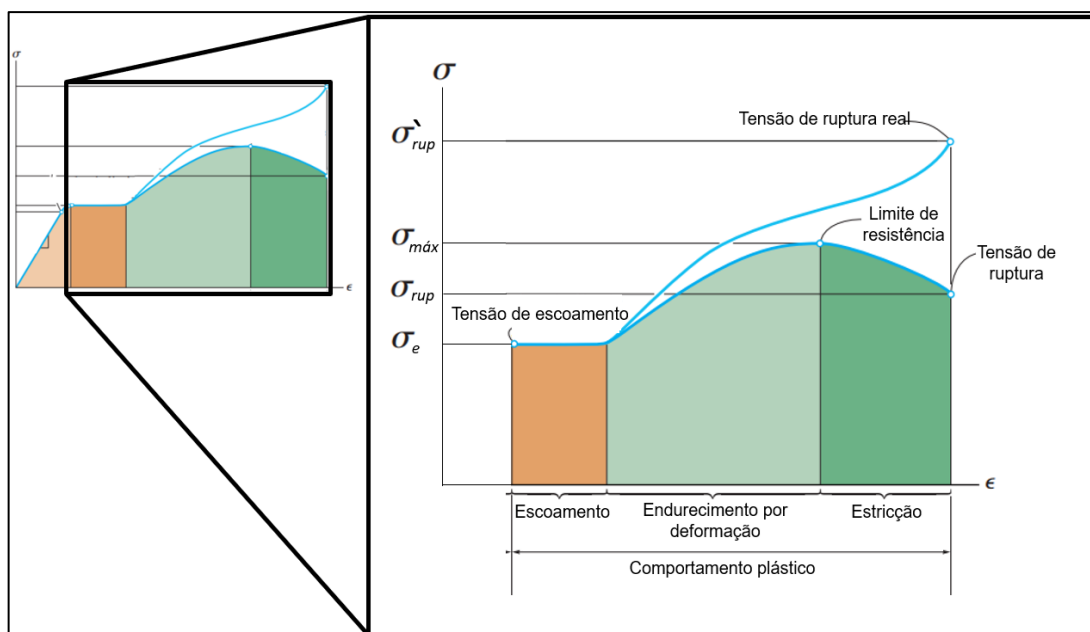 σ
ϵ
σ
σ`rup
Tensão de ruptura real
σmáx
Limite de
resistência
σrup
Tensão de
ruptura
Tensão de escoamento
σe
ϵ
Escoamento
Endurecimento por
deformação
Estricção
Comportamento plástico